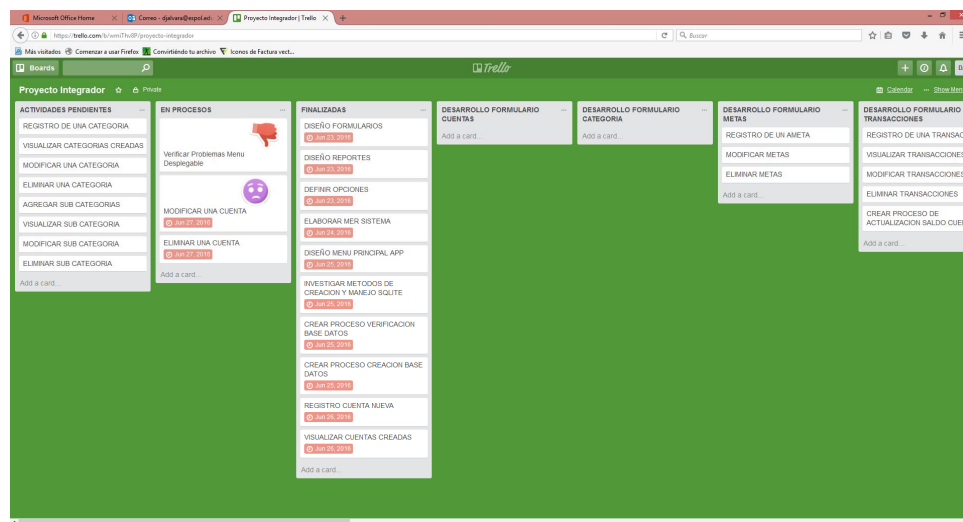 Microsoft Office Home
Correo - djalvara@espol.ed
Proyecto Integrador | Trello
https://trello.com/b/wmiThv8P/proyecto-integrador
Buscar
Más visitados
Comenzar a usar Firefox
Convirtiéndo tu archivo
Iconos de Factura vect...
Boards
Trello
Proyecto Integrador
Private
Calendar
... Show Men
ACTIVIDADES PENDIENTES
REGISTRO DE UNA CATEGORIA
VISUALIZAR CATEGORIAS CREADAS
MODIFICAR UNA CATEGORIA
ELIMINAR UNA CATEGORIA
AGREGAR SUB CATEGORIAS
VISUALIZAR SUB CATEGORIA
MODIFICAR SUB CATEGORIA
ELIMINAR SUB CATEGORIA
Add a card...
EN PROCESOS
Verificar Problemas Menu
Desplegable
MODIFICAR UNA CUENTA
Jun 27, 2016
ELIMINAR UNA CUENTA
Jun 27, 2016
Add a card...
FINALIZADAS
DISEÑO FORMULARIOS
Jun 23, 2016
DISEÑO REPORTES
Jun 23, 2016
DEFINIR OPCIONES
Jun 23, 2016
ELABORAR MER SISTEMA
Jun 24, 2016
DISEÑO MENU PRINCIPAL APP
Jun 25, 2016
INVESTIGAR METODOS DE
CREACION Y MANEJO SQLITE
Jun 25, 2016
CREAR PROCESO VERIFICACION
BASE DATOS
Jun 25, 2016
CREAR PROCESO CREACION BASE
DATOS
Jun 25, 2016
REGISTRO CUENTA NUEVA
Jun 26, 2016
VISUALIZAR CUENTAS CREADAS
Jun 26, 2016
Add a card...
DESARROLLO FORMULARIO
CUENTAS
Add a card...
DESARROLLO FORMULARIO
CATEGORIA
Add a card...
DESARROLLO FORMULARIO
METAS
REGISTRO DE UN AMETA
MODIFICAR METAS
ELIMINAR METAS
Add a card...
DESARROLLO FORMULARIO
TRANSACCIONES
REGISTRO DE UNA TRANSAC
VISUALIZAR TRANSACCIONES
MODIFICAR TRANSACCIONES
ELIMINAR TRANSACCIONES
CREAR PROCESO DE
ACTUALIZACION SALDO CUE
Add a card...